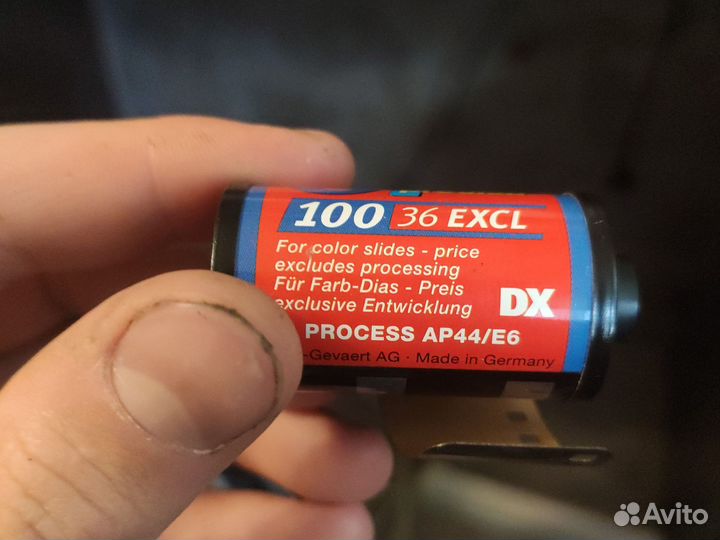 100 36 EXCL
For color slides - price
excludes processing
Für Farb-Dias - Preis
exclusive Entwicklung
DX
PROCESS AP44/E6
-Gevaert AG · Made in Germany
Avito